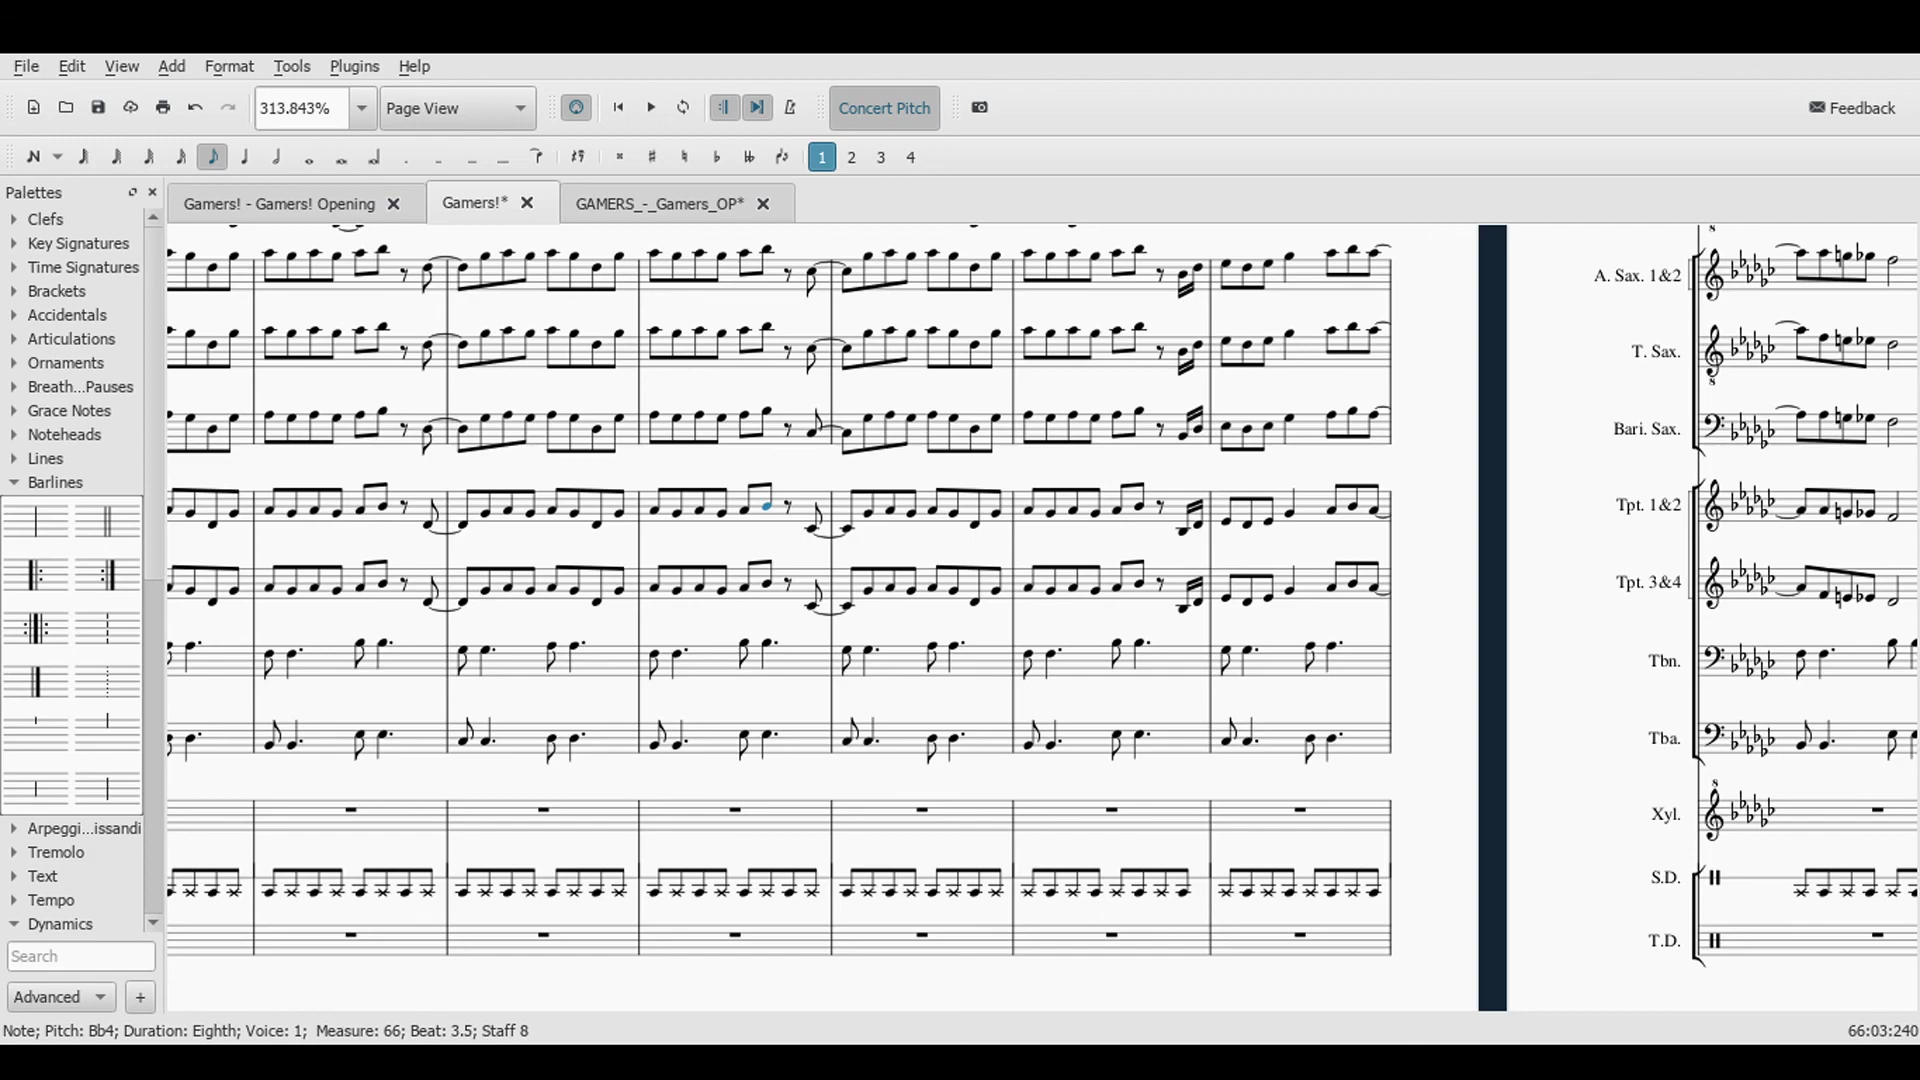 File Edit View Add Format Tools Plugins Help
313.843% Page View Concert Pitch Feedback
1 2 3 4
Palettes
Gamers! - Gamers! Opening Gamers!* GAMERS_-_Gamers_OP*
Clefs
Key Signatures
Time Signatures
Brackets
Accidentals
Articulations
Ornaments
Breath...Pauses
Grace Notes
Noteheads
Lines
Barlines
Arpeggi...issandi
Tremolo
Text
Tempo
Dynamics
Search
Advanced +
A. Sax. 1&2
T. Sax.
8
Bari. Sax.
Tpt. 1&2
Tpt. 3&4
Tbn.
Tba.
8
Xyl.
S.D.
T.D.
Note; Pitch: Bb4; Duration: Eighth; Voice: 1; Measure: 66; Beat: 3.5; Staff 8
66:03:240